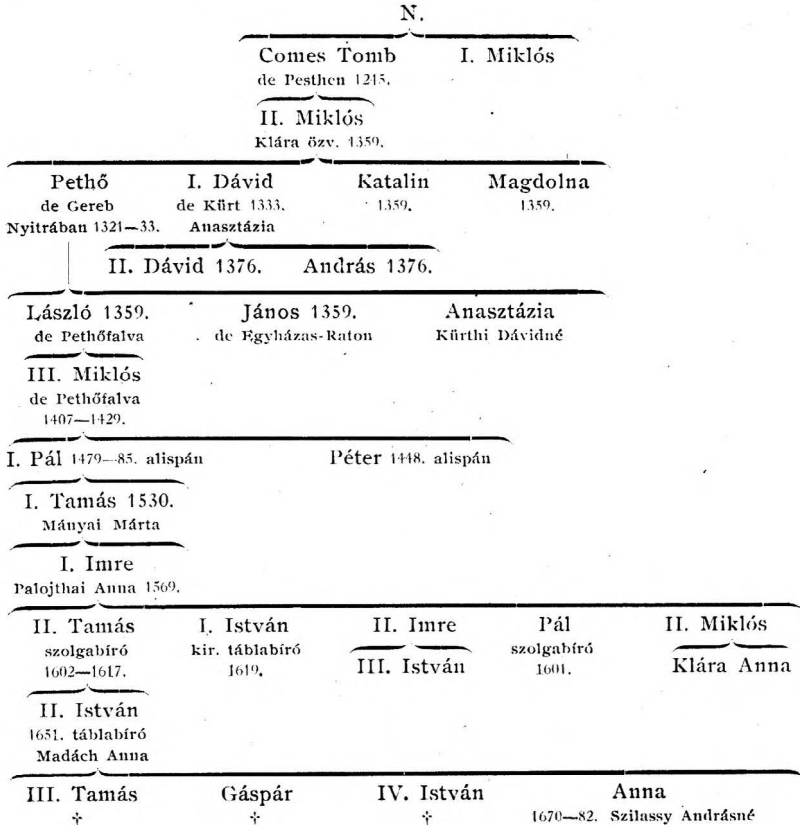 N.
Comes Tomb I. Miklós
de Pesthen 1215.
II. Miklós
Klára özv. 1359.
Pethő I. Dávid Katalin Magdolna
de Gereb de Kürt 1333. 1359. 1359.
Nyitrában 1321—33. Anasztázia
II. Dávid 1376. András 1376.
László 1359. János 1359. Anasztázia
de Pethőfalva de Egyházas-Raton Kürthi Dávidné
III. Miklós
de Pethőfalva
1407—1429.
I. Pál 1479—85. alispán Péter 1448. alispán
I. Tamás 1530.
Mányai Márta
I. Imre
Palojthai Anna 1569.
II. Tamás I. István II. Imre Pál II. Miklós
szolgabíró kir. táblabíró III. István szolgabíró Klára Anna
1602—1617. 1619. 1601.
II. István
1651. táblabíró
Madách Anna
III. Tamás Gáspár IV. István Anna
† † † 1670—82. Szilassy Andrásné